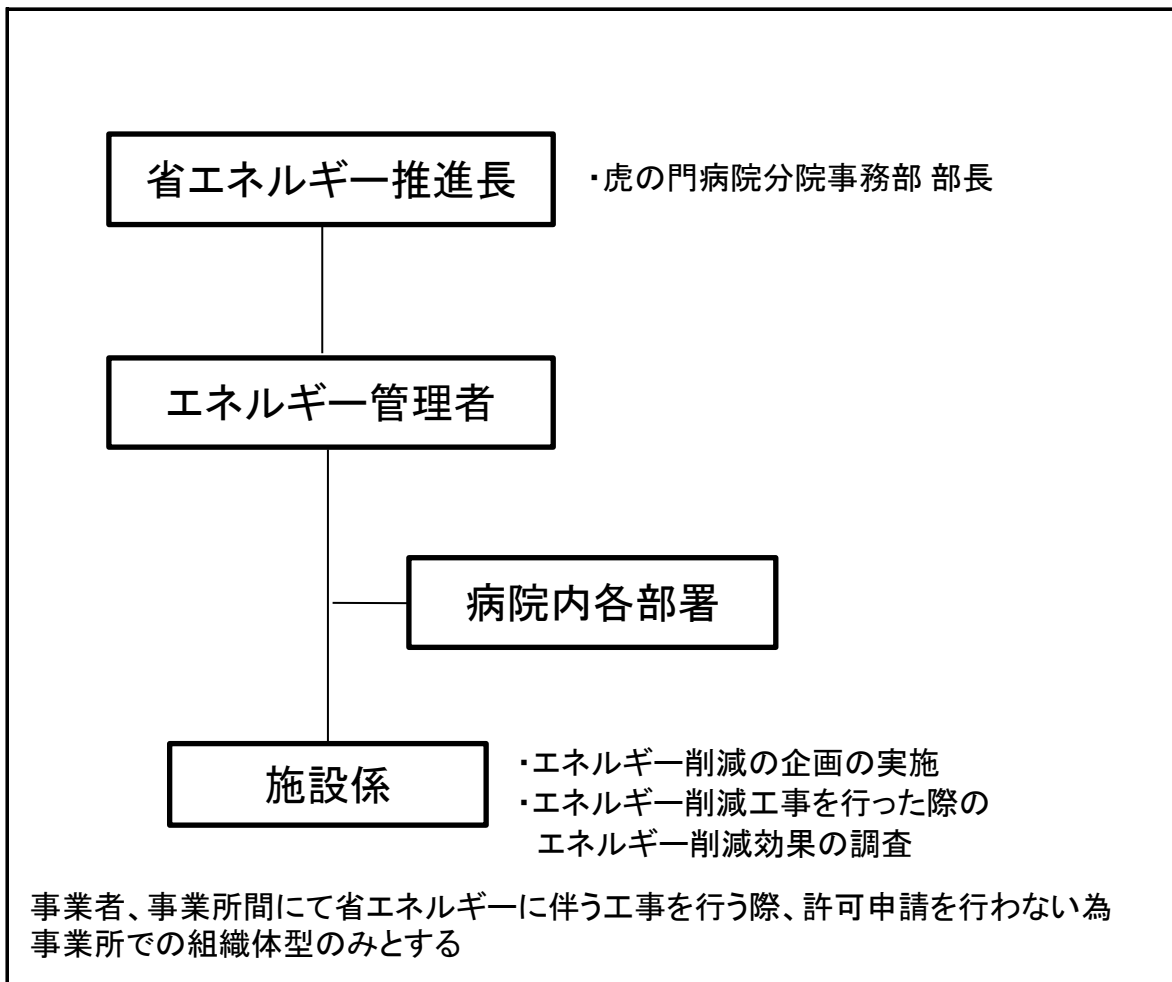 省エネルギー推進長
・虎の門病院分院事務部 部長
エネルギー管理者
病院内各部署
施設係
・エネルギー削減の企画の実施
・エネルギー削減工事を行った際の
エネルギー削減効果の調査
事業者、事業所間にて省エネルギーに伴う工事を行う際、許可申請を行わない為
事業所での組織体型のみとする